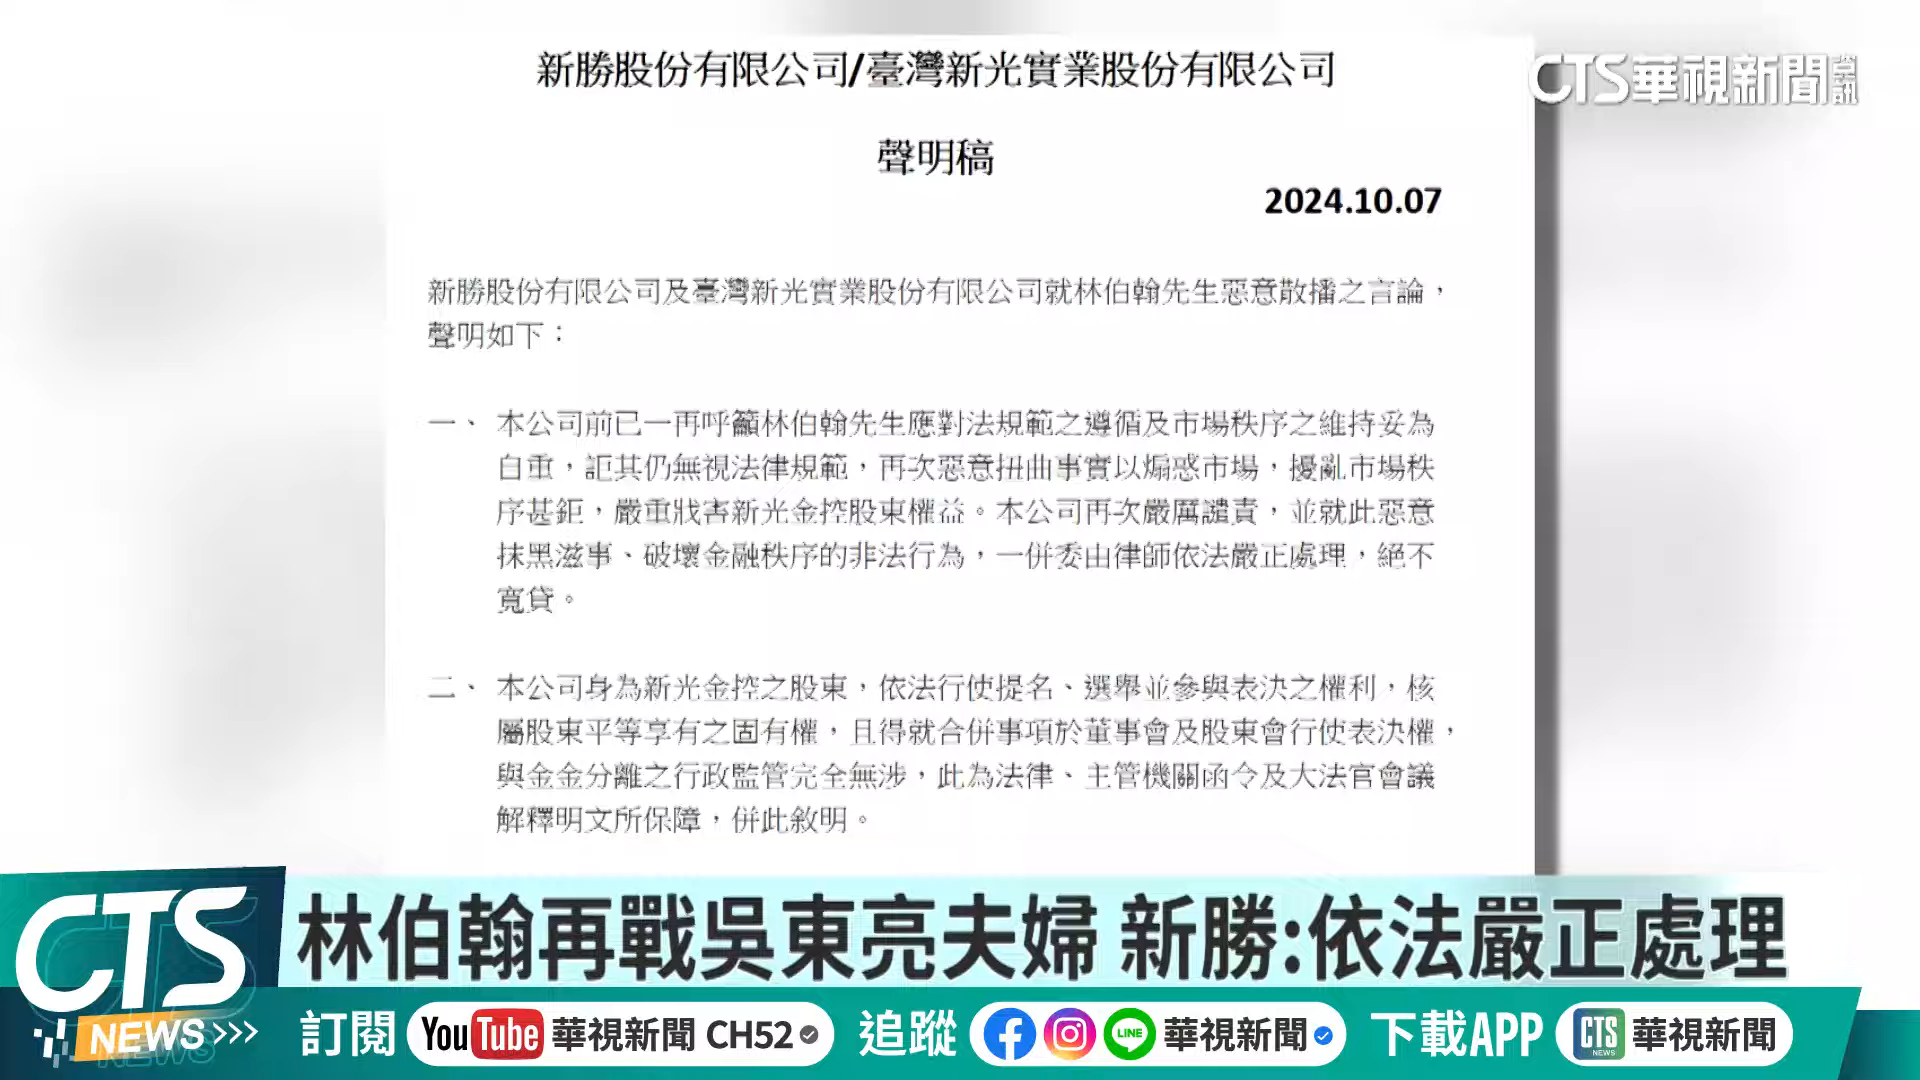 新勝股份有限公司/臺灣新光實業股份有限公司
CTS華視新聞資訊
聲明稿
2024.10.07
新勝股份有限公司及臺灣新光實業股份有限公司就林伯翰先生惡意散播之言論，
聲明如下：
一、本公司前已一再呼籲林伯翰先生應對法規範之遵循及市場秩序之維持妥為
自重，詎其仍無視法律規範，再次惡意扭曲事實以煽惑市場，擾亂市場秩
序甚鉅，嚴重戕害新光金控股東權益。本公司再次嚴厲譴責，並就此惡意
抹黑滋事、破壞金融秩序的非法行為，一併委由律師依法嚴正處理，絕不
寬貸。
二、本公司身為新光金控之股東，依法行使提名、選舉並參與表決之權利，核
屬股東平等享有之固有權，且得就合併事項於董事會及股東會行使表決權，
與金金分離之行政監管完全無涉，此為法律、主管機關函令及大法官會議
解釋明文所保障，併此敘明。
林伯翰再戰吳東亮夫婦 新勝:依法嚴正處理
CTS
NEWS
訂閱 YouTube 華視新聞 CH52 追蹤 LINE 華視新聞 下載APP CTS NEWS 華視新聞